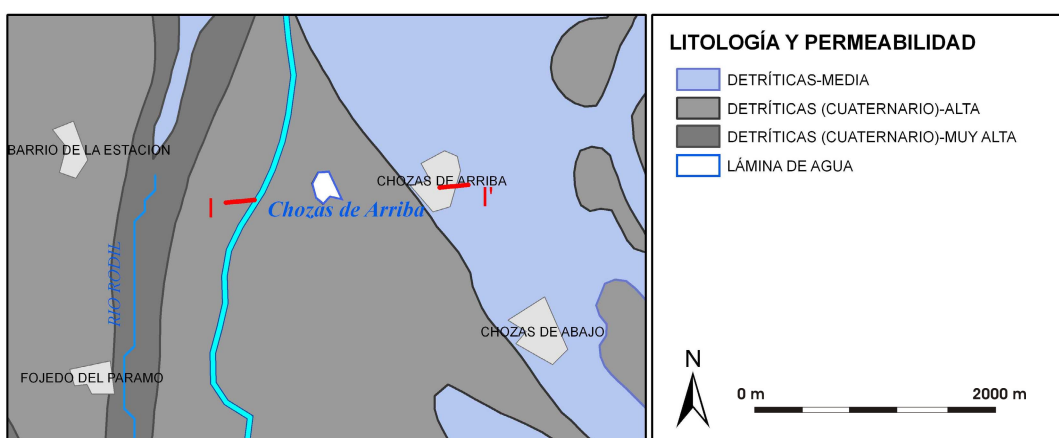 BARRIO DE LA ESTACION
CHOZAS DE ARRIBA
I
I'
Chozas de Arriba
RIO RODIL
CHOZAS DE ABAJO
FOJEDO DEL PARAMO
LITOLOGÍA Y PERMEABILIDAD
DETRÍTICAS-MEDIA
DETRÍTICAS (CUATERNARIO)-ALTA
DETRÍTICAS (CUATERNARIO)-MUY ALTA
LÁMINA DE AGUA
N
0 m
2000 m